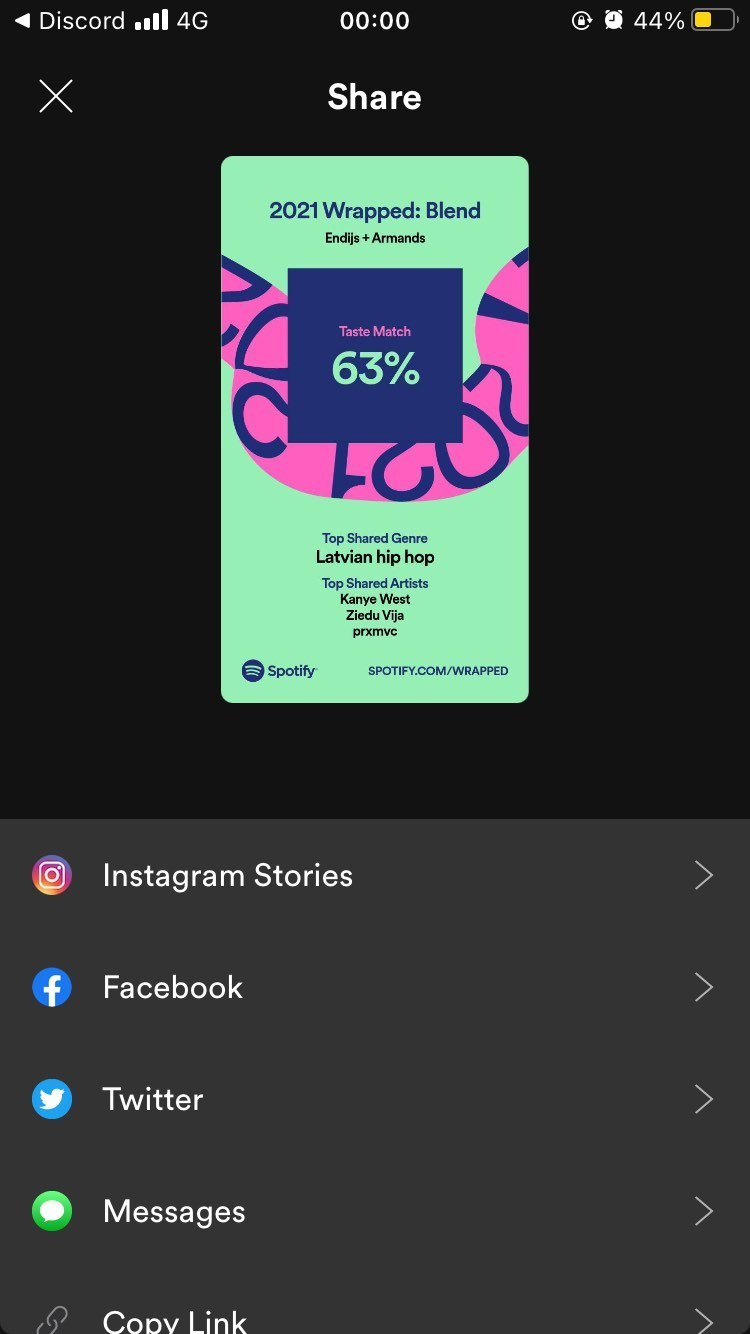 Discord 4G 00:00 44%
Share
2021 Wrapped: Blend
Endijs + Armands
Taste Match
63%
2021
Top Shared Genre
Latvian hip hop
Top Shared Artists
Kanye West
Ziedu Vija
prxmvc
Spotify SPOTIFY.COM/WRAPPED
Instagram Stories
Facebook
Twitter
Messages
Copy Link